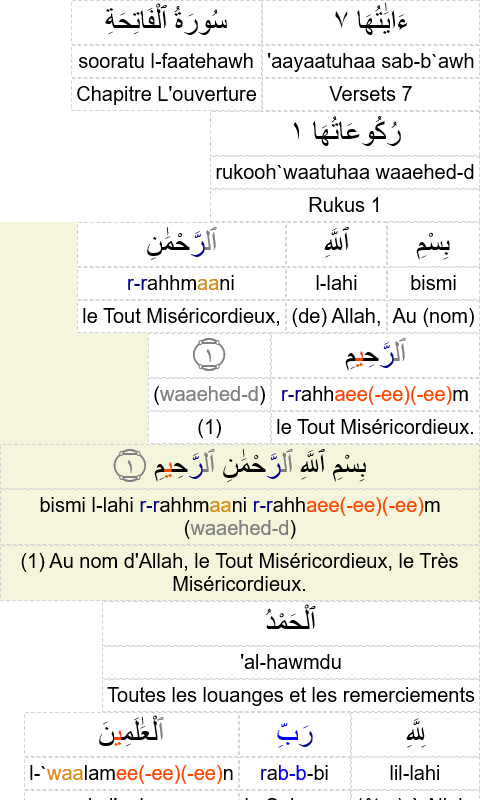 سُورَةُ ٱلْفَاتِحَةِ ءَايَٰتُهَا ٧
sooratu l-faatehawh 'aayaatuhaa sab-b`awh
Chapitre L'ouverture Versets 7
رُكُوعَاتُهَا ١
rukooh`waatuhaa waaehed-d
Rukus 1
بِسْمِ ٱللَّهِ ٱلرَّحْمَٰنِ
r-rahhmaani l-lahi bismi
le Tout Miséricordieux, (de) Allah, Au (nom)
ٱلرَّحِيمِ ١
(waaehed-d) r-rahhaee(-ee)(-ee)m
(1) le Tout Miséricordieux.
بِسْمِ ٱللَّهِ ٱلرَّحْمَٰنِ ٱلرَّحِيمِ ١
bismi l-lahi r-rahhmaani r-rahhaee(-ee)(-ee)m
(waaehed-d)
(1) Au nom d'Allah, le Tout Miséricordieux, le Très
Miséricordieux.
ٱلْحَمْدُ
'al-hawmdu
Toutes les louanges et les remerciements
لِلَّهِ رَبِّ ٱلْعَٰلَمِينَ
l-`waalamee(-ee)(-ee)n rab-b-bi lil-lahi